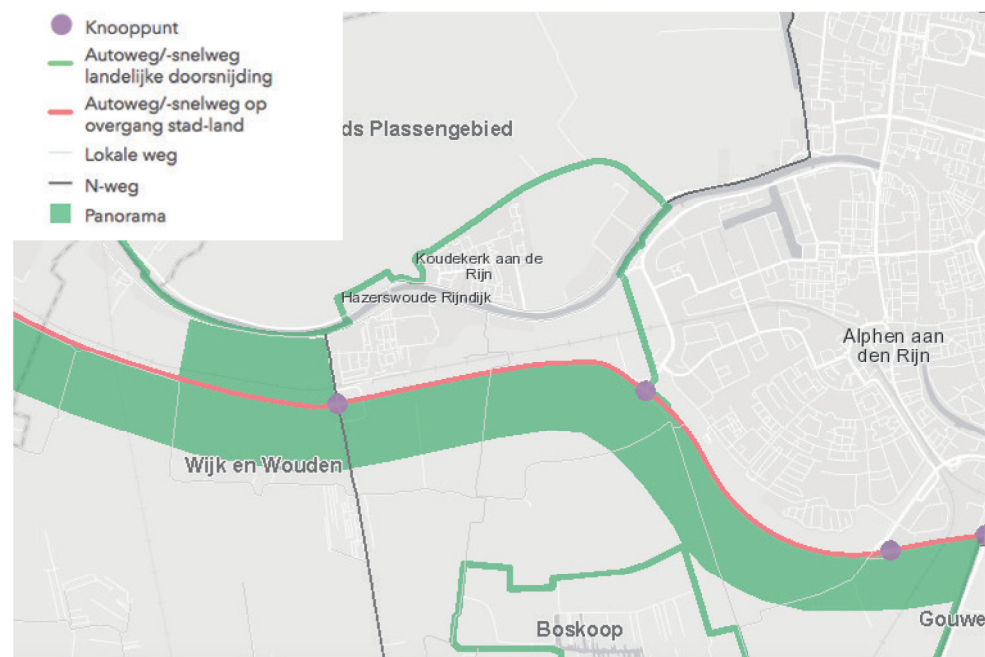 Knooppunt
Autoweg/-snelweg
landelijke doorsnijding
Autoweg/-snelweg op
overgang stad-land
Lokale weg
N-weg
Panorama
ds Plassengebied
Koudekerk aan de
Rijn
Hazerswoude Rijndijk
Alphen aan
den Rijn
Wijk en Wouden
Boskoop
Gouwe